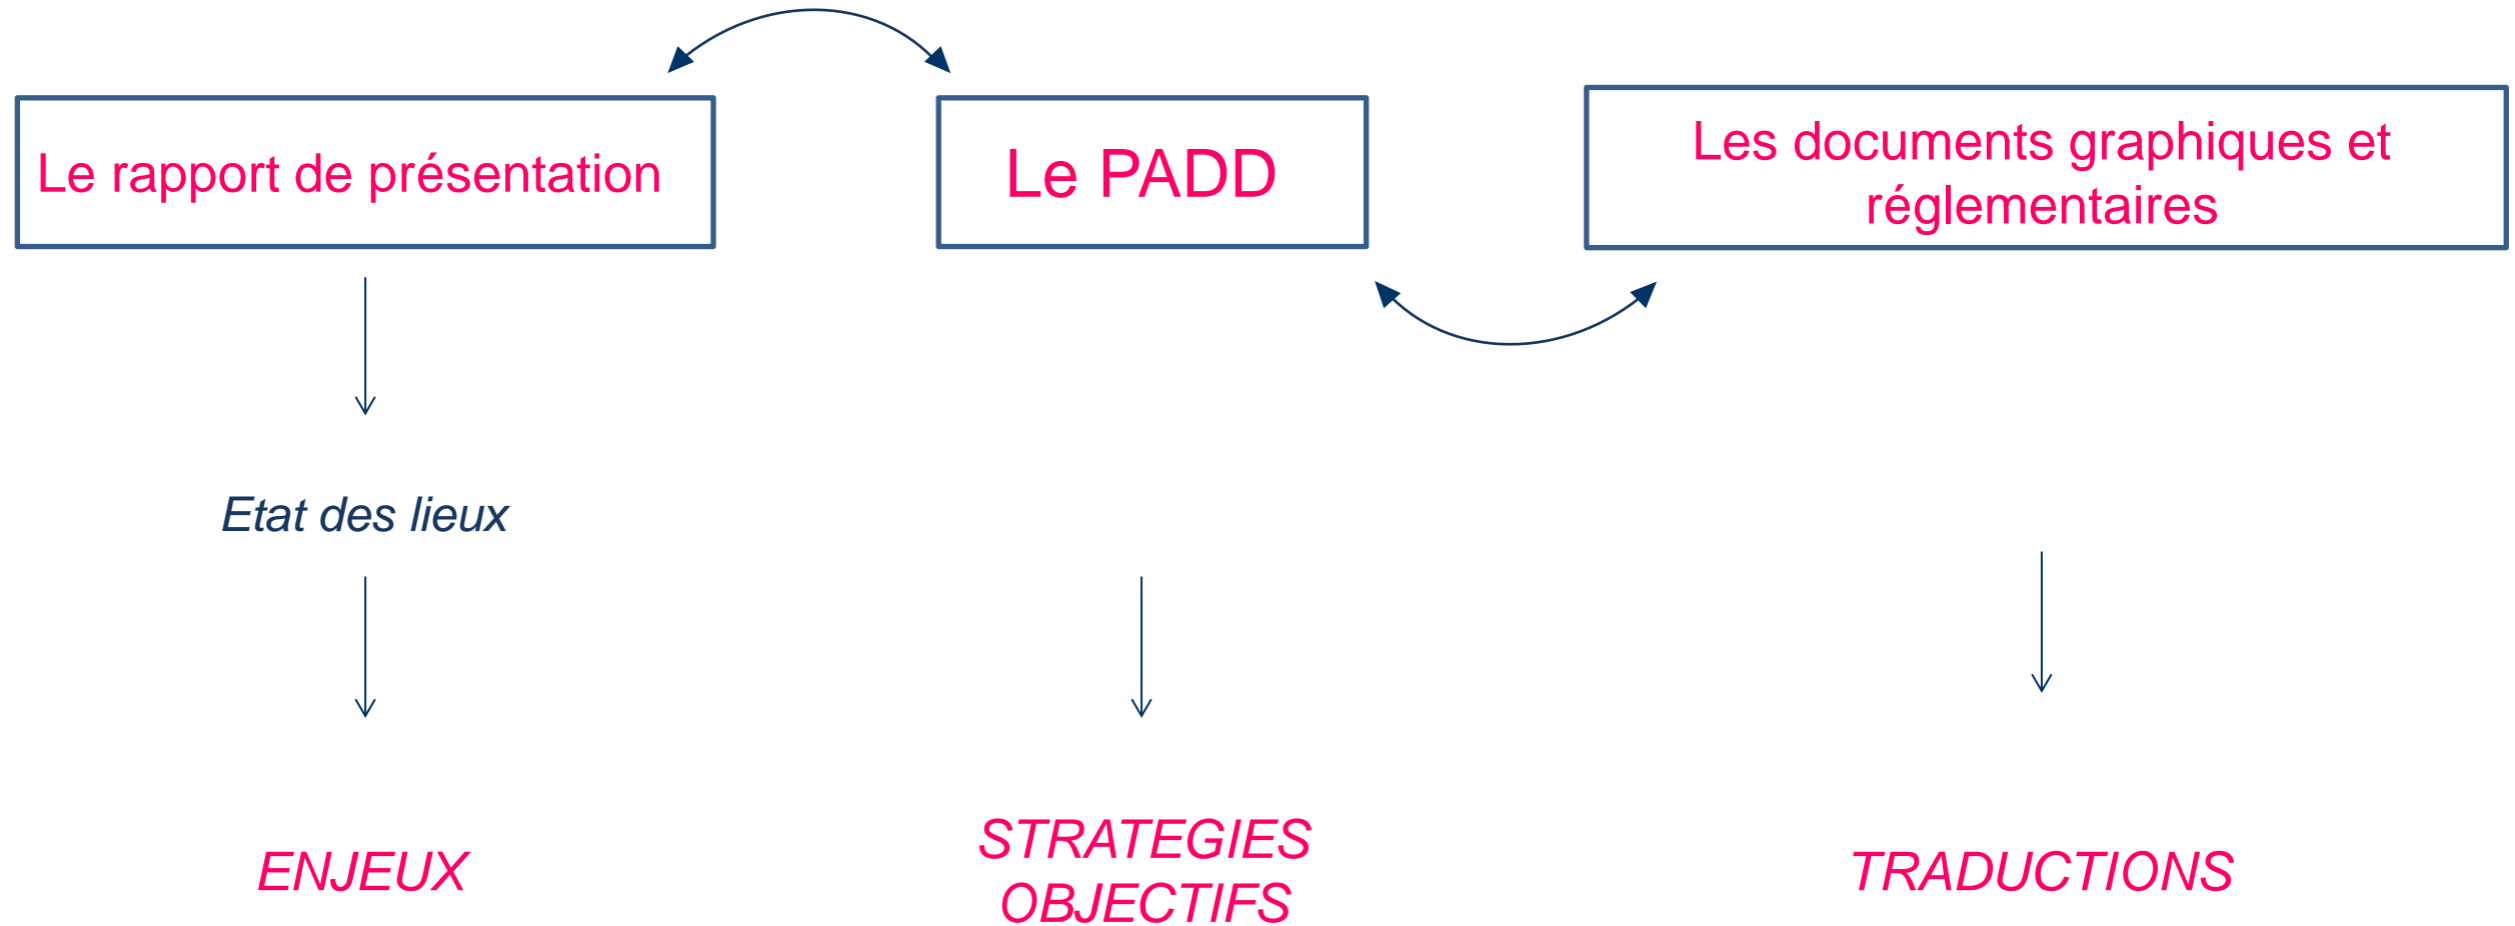 Le rapport de présentation
Le PADD
Les documents graphiques et
réglementaires
Etat des lieux
ENJEUX
STRATEGIES
OBJECTIFS
TRADUCTIONS